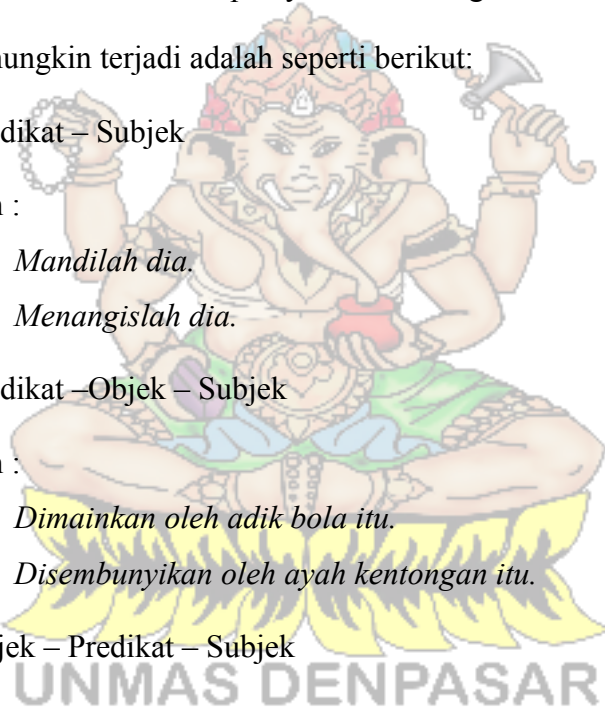 mungkin terjadi adalah seperti berikut:
dikat – Subjek
:
Mandilah dia.
Menangislah dia.
dikat –Objek – Subjek
:
Dimainkan oleh adik bola itu.
Disembunyikan oleh ayah kentongan itu.
jek – Predikat – Subjek
UNMAS DENPASAR